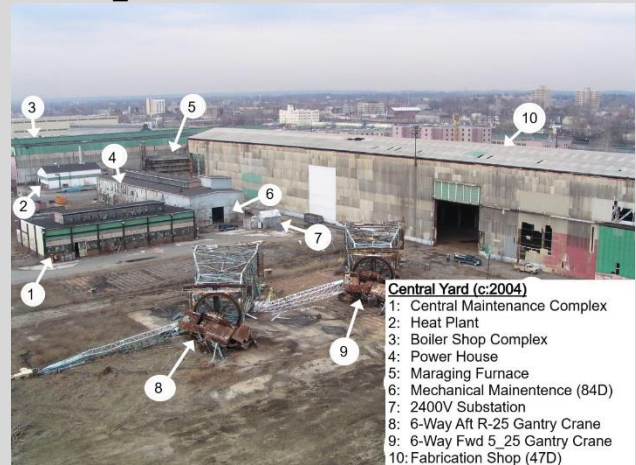 3
5
10
4
2
6
7
1
8
9
Central Yard (c:2004)
1: Central Maintenance Complex
2: Heat Plant
3: Boiler Shop Complex
4: Power House
5: Maraging Furnace
6: Mechanical Mainentence (84D)
7: 2400V Substation
8: 6-Way Aft R-25 Gantry Crane
9: 6-Way Fwd 5_25 Gantry Crane
10: Fabrication Shop (47D)